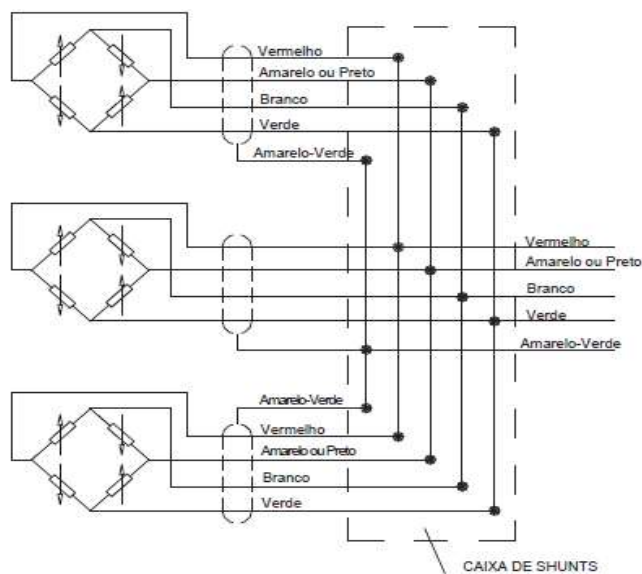 Vermelho
Amarelo ou Preto
Branco
Verde
Amarelo-Verde
Vermelho
Amarelo ou Preto
Branco
Verde
Amarelo-Verde
Amarelo-Verde
Vermelho
Amarelo ou Preto
Branco
Verde
CAIXA DE SHUNTS